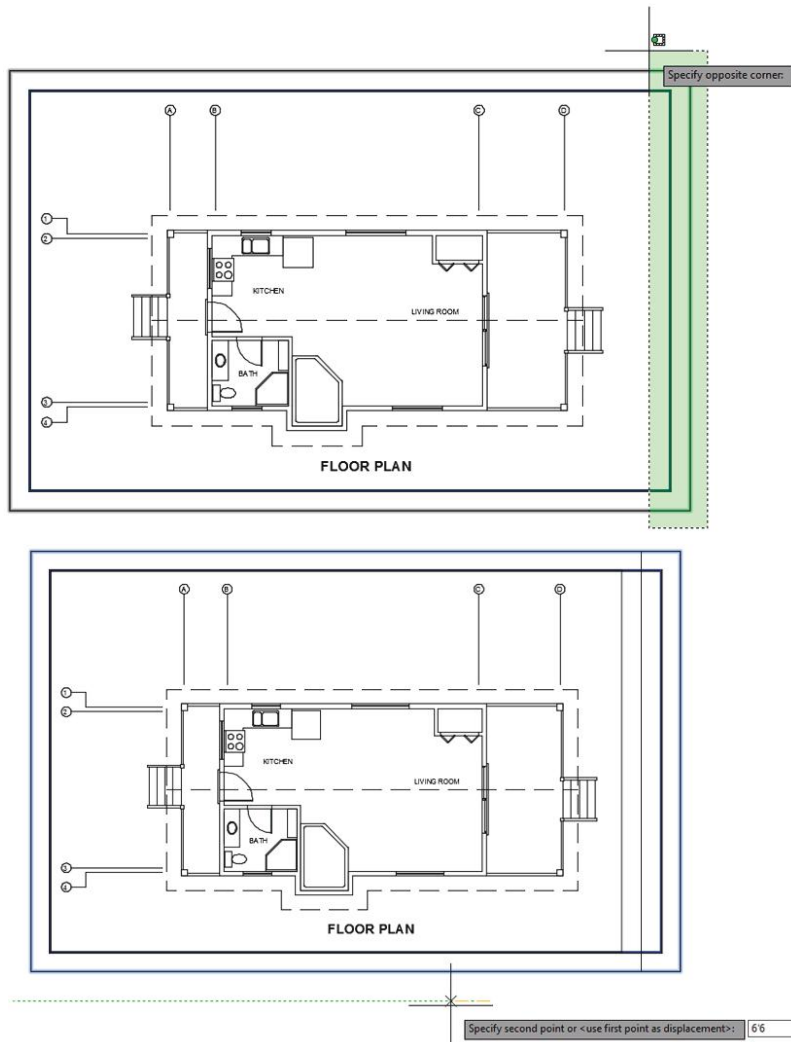 Specify opposite corner:
A B C D
1
2
KITCHEN
LIVING ROOM
BATH
3
4
FLOOR PLAN
A B C D
1
2
KITCHEN
LIVING ROOM
BATH
3
4
FLOOR PLAN
Specify second point or <use first point as displacement>: 6'6